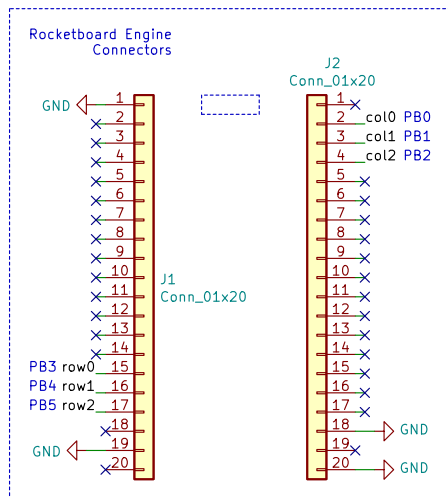 Rocketboard Engine
Connectors
J2
Conn_01x20
GND 1
2
3
4
5
6
7
8
9
10
11
12
13
14
PB3 row0 15
PB4 row1 16
PB5 row2 17
18
GND 19
20
J1
Conn_01x20
1
2 col0 PB0
3 col1 PB1
4 col2 PB2
5
6
7
8
9
10
11
12
13
14
15
16
17
18 GND
19
20 GND